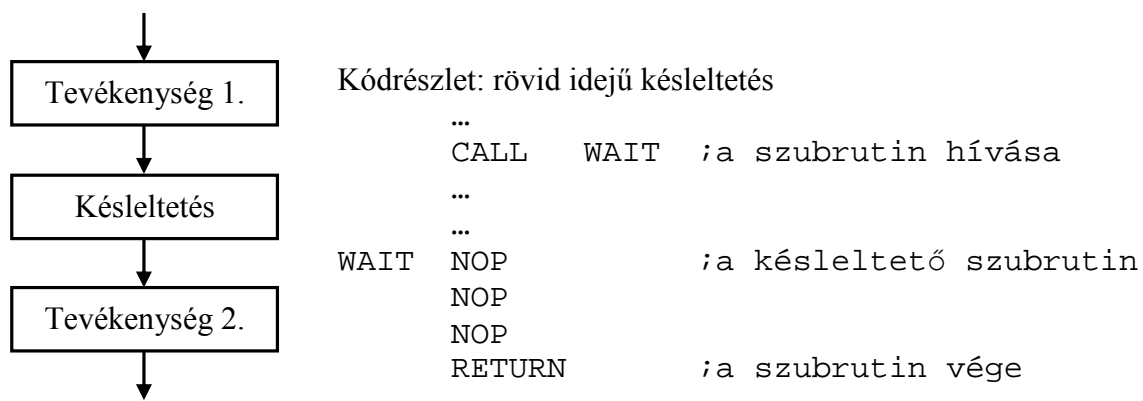 Tevékenység 1.
Késleltetés
Tevékenység 2.
Kódrészlet: rövid idejű késleltetés
…
CALL WAIT ;a szubrutin hívása
…
…
WAIT NOP ;a késleltető szubrutin
NOP
NOP
RETURN ;a szubrutin vége